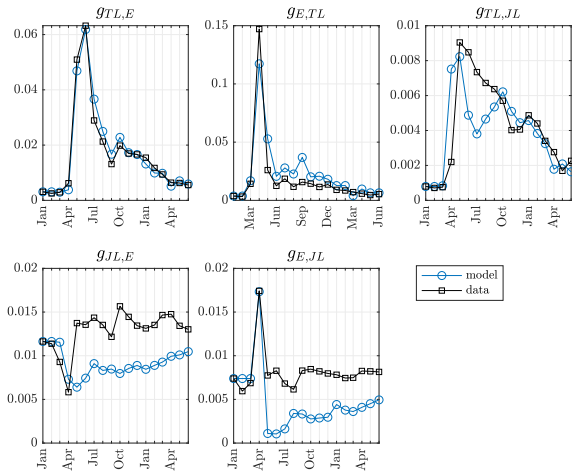 g_{TL,E}
0.06
0.04
0.02
0
Jan
Apr
Jul
Oct
Jan
Apr
g_{E,TL}
0.15
0.1
0.05
0
Mar
Jun
Sep
Dec
Mar
Jun
g_{TL,JL}
0.01
0.008
0.006
0.004
0.002
0
Jan
Apr
Jul
Oct
Jan
Apr
g_{JL,E}
0.02
0.015
0.01
0.005
0
Jan
Apr
Jul
Oct
Jan
Apr
g_{E,JL}
0.02
0.015
0.01
0.005
0
Jan
Apr
Jul
Oct
Jan
Apr
model
data